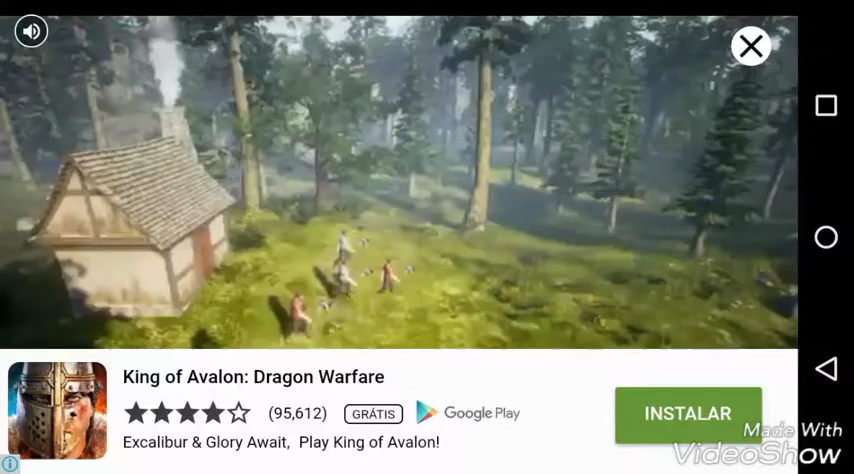 King of Avalon: Dragon Warfare
(95,612) GRÁTIS Google Play
Excalibur & Glory Await, Play King of Avalon!
INSTALAR
Made With
VideoShow